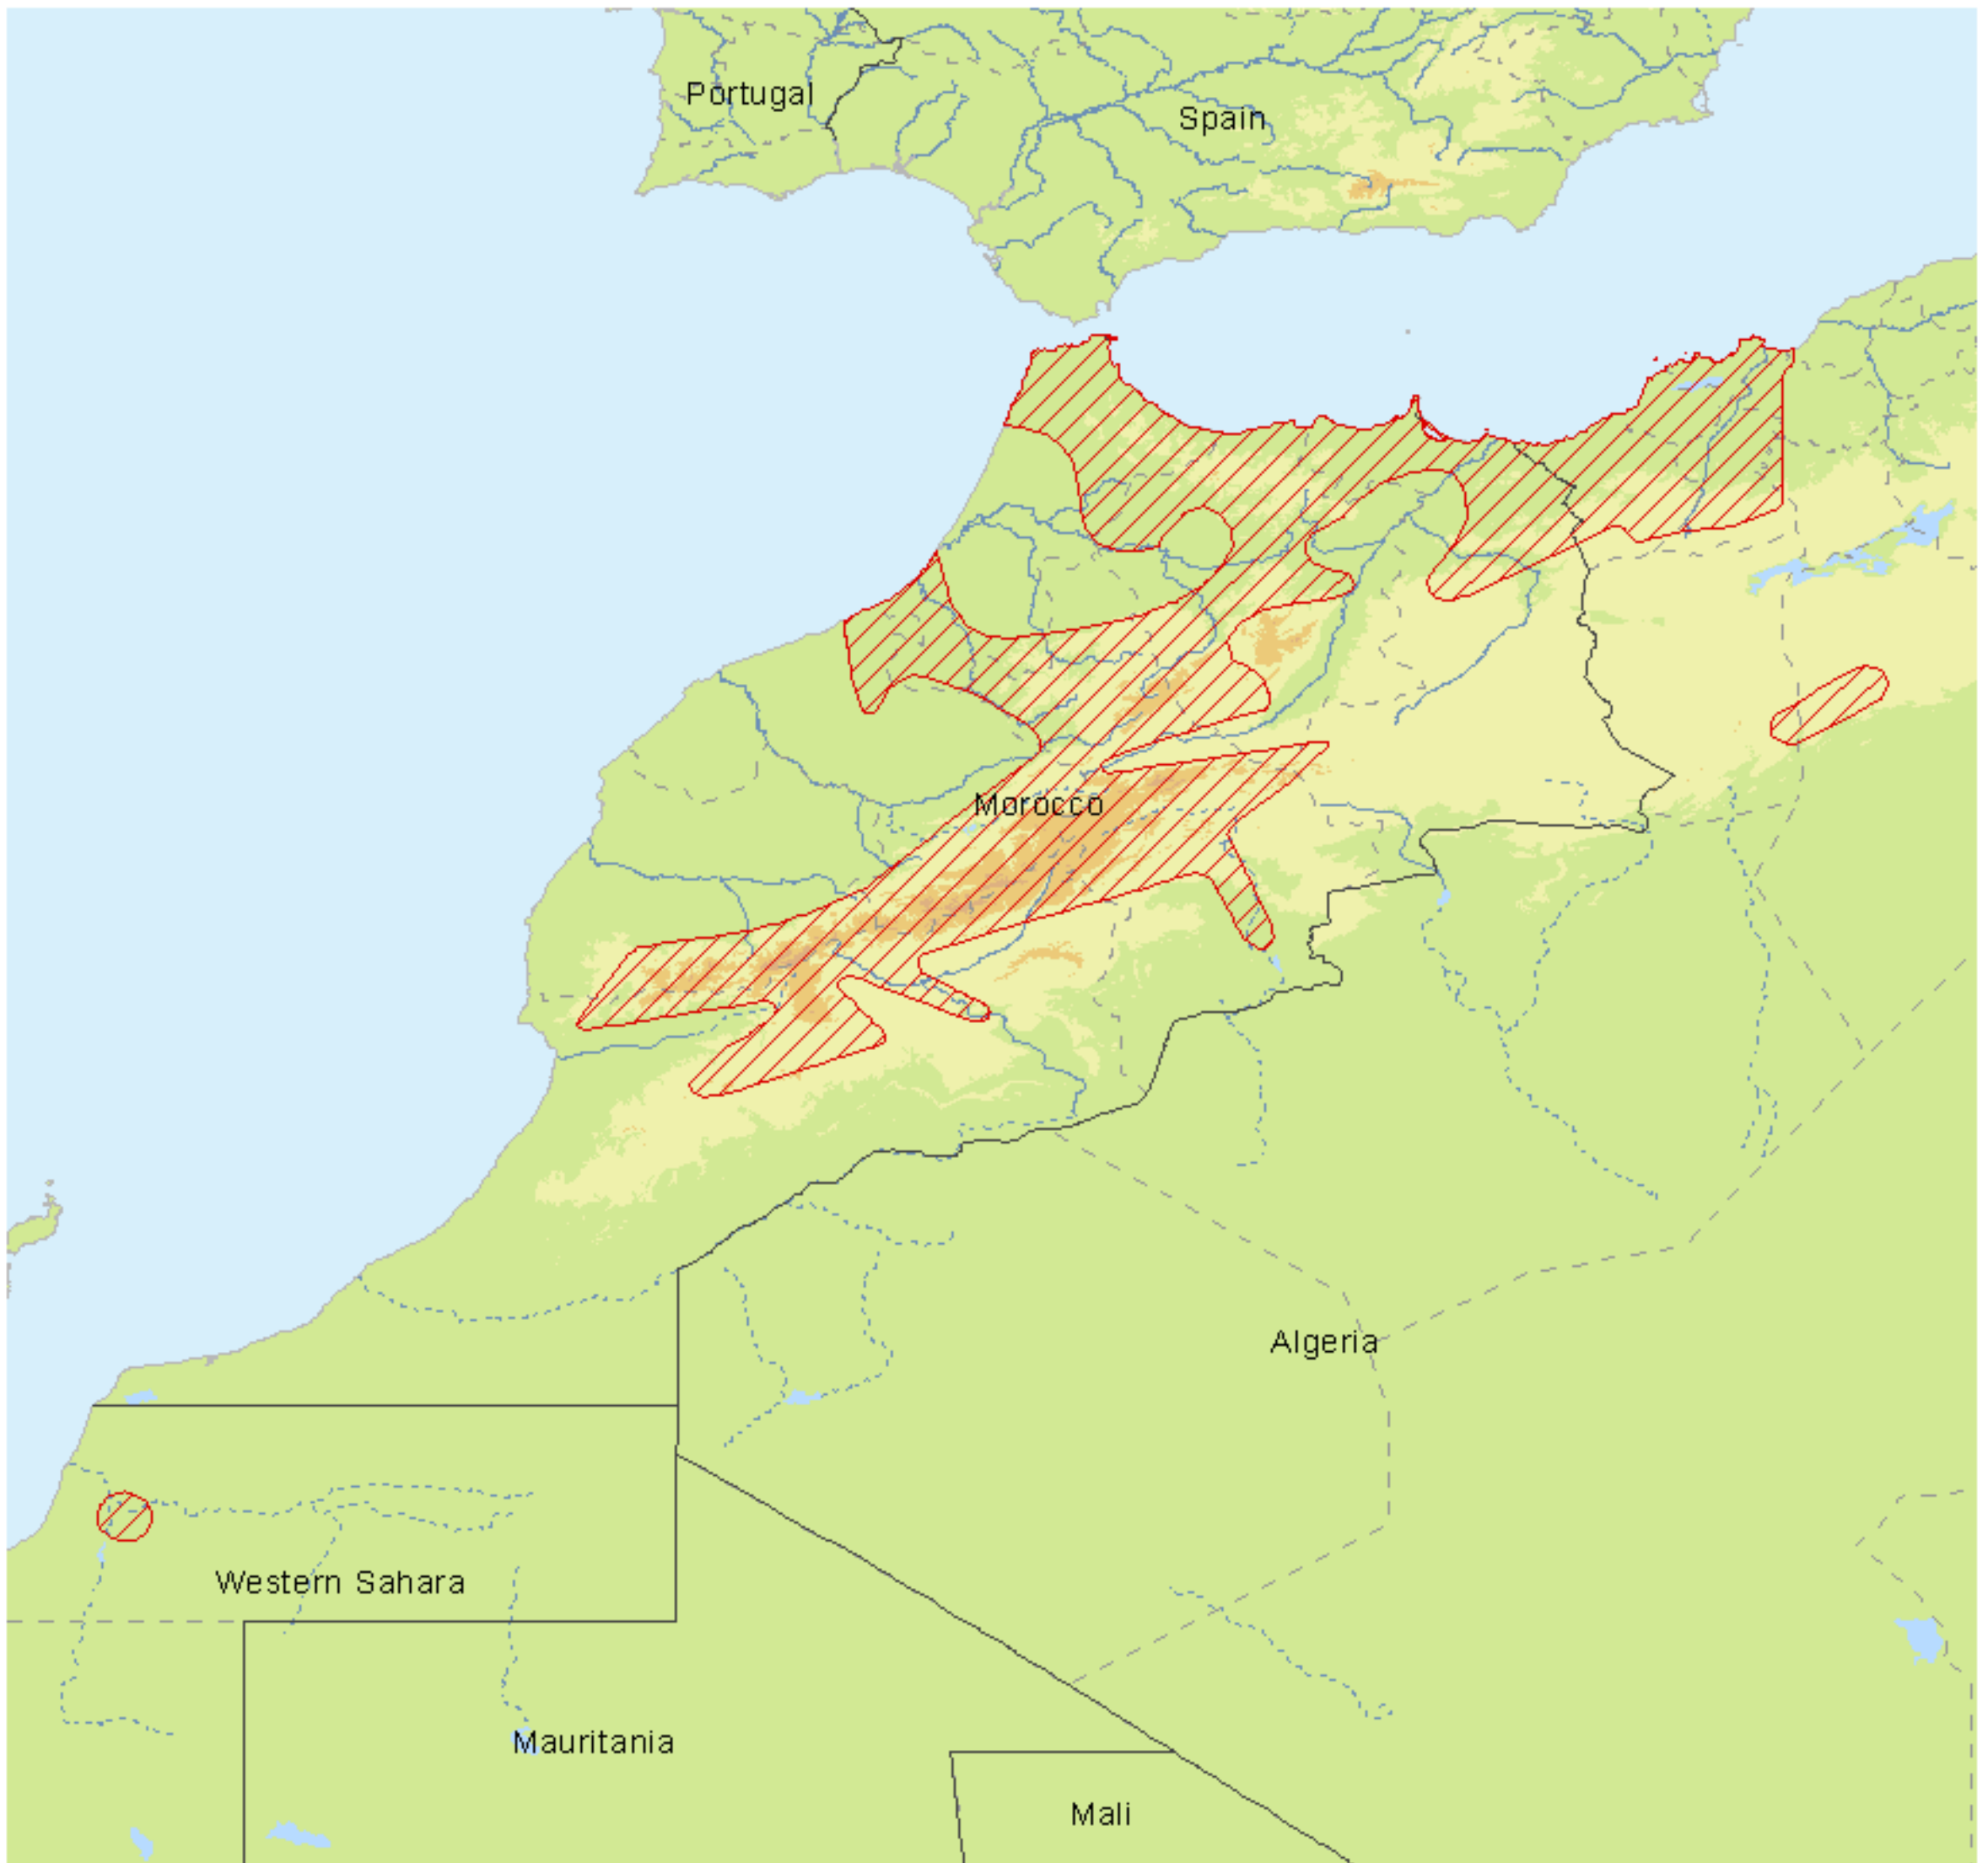 Portugal
Spain
Morocco
Algeria
Western Sahara
Mauritania
Mali